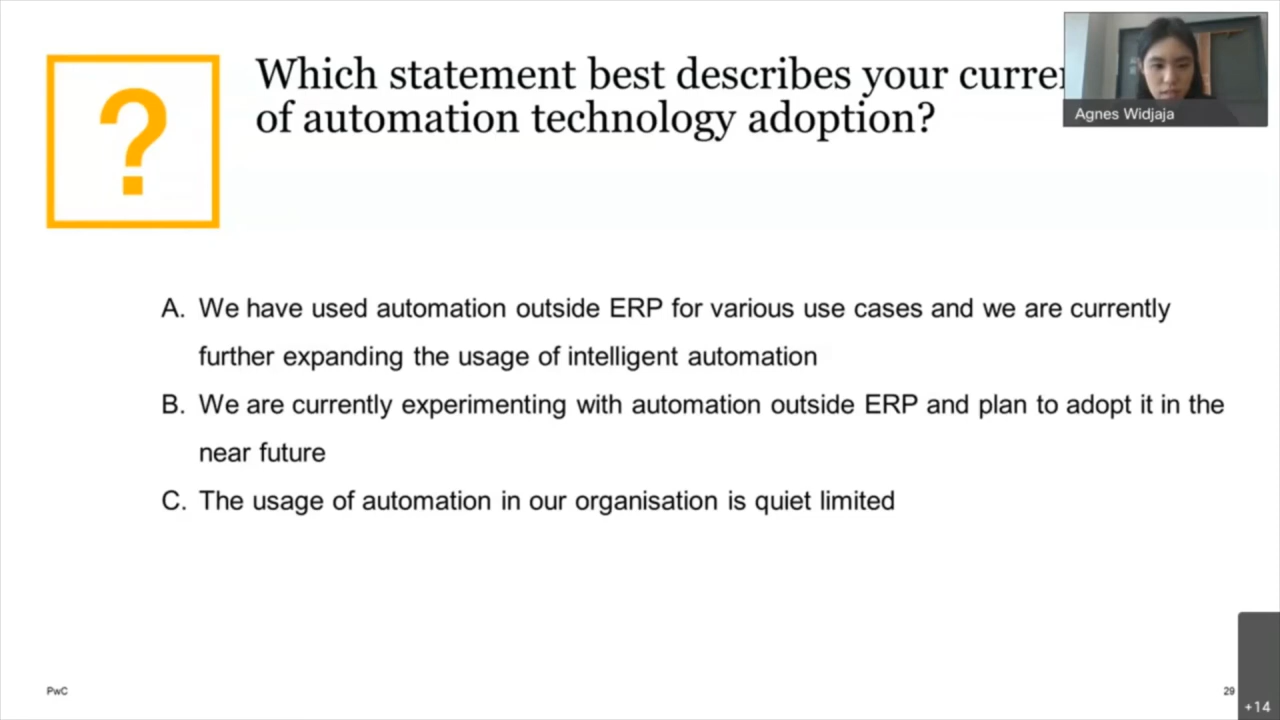 ?
Which statement best describes your
of automation technology adoption?
Agnes Widjaja
A. We have used automation outside ERP for various use cases and we are currently
further expanding the usage of intelligent automation
B. We are currently experimenting with automation outside ERP and plan to adopt it in the
near future
C. The usage of automation in our organisation is quiet limited
PwC
29
+14